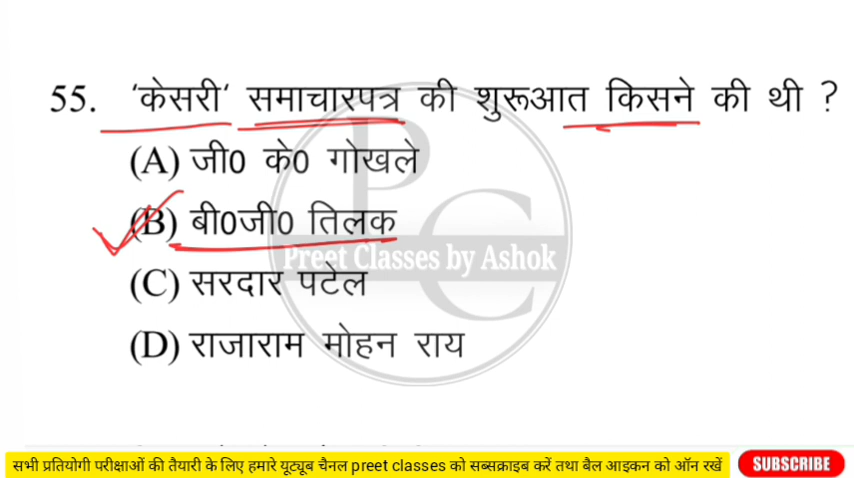 55. ‘केसरी‘ समाचारपत्र की शुरूआत किसने की थी ?
(A) जी0 के0 गोखले
(B) बी0जी0 तिलक
(C) सरदार पटेल
(D) राजाराम मोहन राय
PC
Preet Classes by Ashok
सभी प्रतियोगी परीक्षाओं की तैयारी के लिए हमारे यूट्यूब चैनल preet classes को सब्सक्राइब करें तथा बैल आइकन को ऑन रखें
SUBSCRIBE